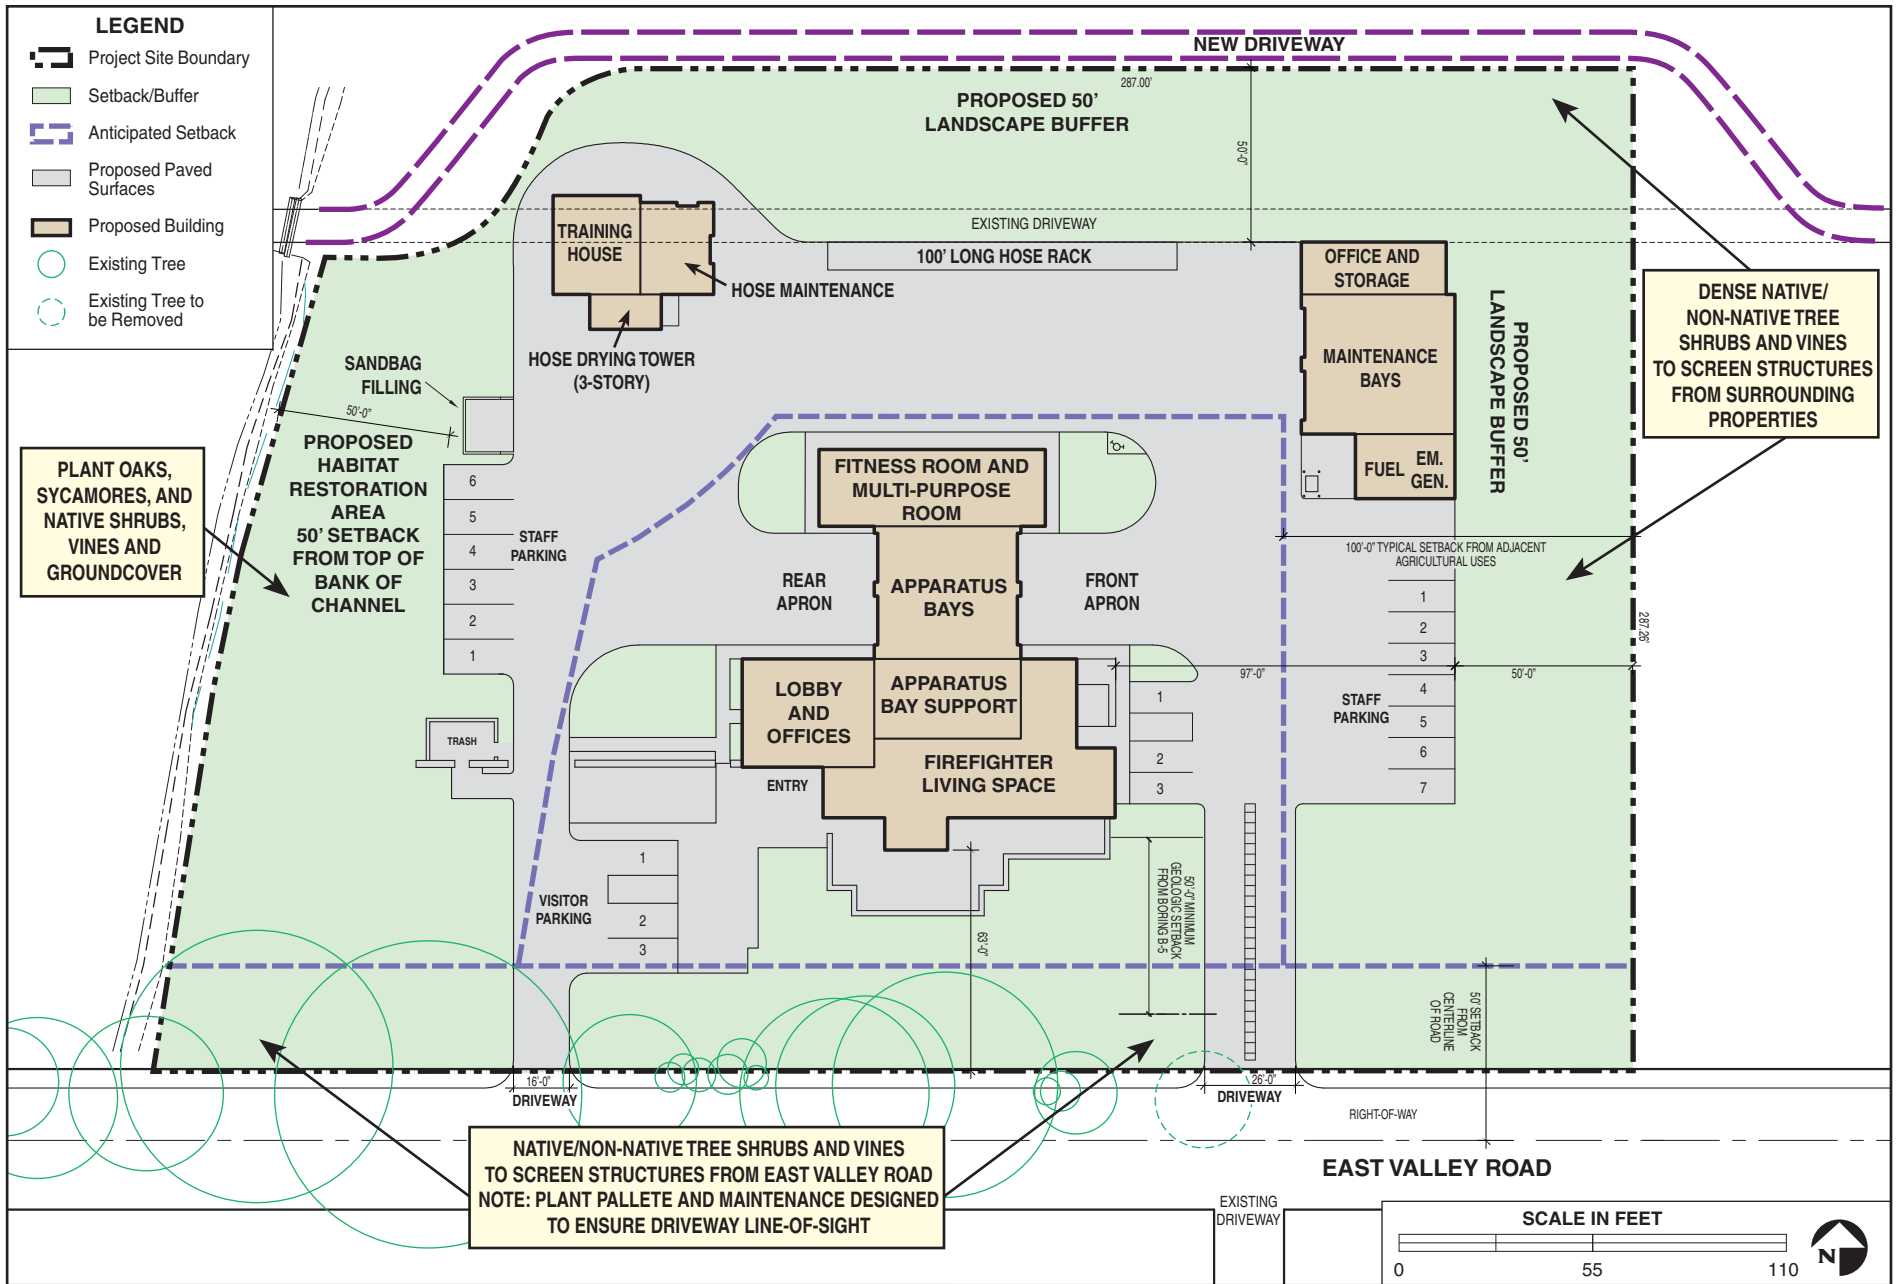 LEGEND
Project Site Boundary
Setback/Buffer
Anticipated Setback
Proposed Paved
Surfaces
Proposed Building
Existing Tree
Existing Tree to
be Removed
NEW DRIVEWAY
287.00'
PROPOSED 50'
LANDSCAPE BUFFER
50'-0"
EXISTING DRIVEWAY
100' LONG HOSE RACK
TRAINING
HOUSE
HOSE MAINTENANCE
HOSE DRYING TOWER
(3-STORY)
OFFICE AND
STORAGE
MAINTENANCE
BAYS
FUEL
EM.
GEN.
PROPOSED 50'
LANDSCAPE BUFFER
DENSE NATIVE/
NON-NATIVE TREE
SHRUBS AND VINES
TO SCREEN STRUCTURES
FROM SURROUNDING
PROPERTIES
SANDBAG
FILLING
50'-0"
PROPOSED
HABITAT
RESTORATION
AREA
50' SETBACK
FROM TOP OF
BANK OF
CHANNEL
PLANT OAKS,
SYCAMORES, AND
NATIVE SHRUBS,
VINES AND
GROUNDCOVER
6
5
4
3
2
1
STAFF
PARKING
FITNESS ROOM AND
MULTI-PURPOSE
ROOM
REAR
APRON
APPARATUS
BAYS
FRONT
APRON
100'-0" TYPICAL SETBACK FROM ADJACENT
AGRICULTURAL USES
287.26'
97'-0"
50'-0"
1
2
3
4
5
6
7
STAFF
PARKING
LOBBY
AND
OFFICES
APPARATUS
BAY SUPPORT
FIREFIGHTER
LIVING SPACE
ENTRY
1
2
3
TRASH
VISITOR
PARKING
1
2
3
63'-0"
50'-0" MINIMUM
GEOLOGIC SETBACK
FROM BORING B-5
50' SETBACK
FROM
CENTERLINE
OF ROAD
16'-0"
DRIVEWAY
26'-0"
DRIVEWAY
RIGHT-OF-WAY
NATIVE/NON-NATIVE TREE SHRUBS AND VINES
TO SCREEN STRUCTURES FROM EAST VALLEY ROAD
NOTE: PLANT PALLETE AND MAINTENANCE DESIGNED
TO ENSURE DRIVEWAY LINE-OF-SIGHT
EAST VALLEY ROAD
EXISTING
DRIVEWAY
SCALE IN FEET
0 55 110
N